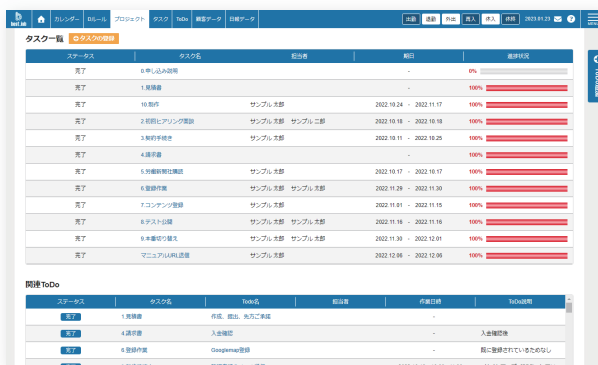 カレンダー Dルーム プロジェクト タスク ToDo 顧客データ 日報データ 出勤 退勤 外出 戻入 休入 休終 2023.01.23 MENU
タスク一覧 タスクの登録
ステータス タスク名 担当者 期日 進捗状況
完了 0.申し込み説明 - 0%
完了 1.見積書 - 100%
完了 10.制作 サンプル 太郎 2022.10.24 - 2022.11.17 100%
完了 2.初回ヒアリング面談 サンプル 太郎 サンプル 二郎 2022.10.18 - 2022.10.18 100%
完了 3.契約手続き サンプル 太郎 2022.10.11 - 2022.10.25 100%
完了 4.請求書 - 100%
完了 5.労働新聞社購読 サンプル 太郎 2022.10.17 - 2022.10.17 100%
完了 6.登録作業 サンプル 太郎 サンプル 太郎 2022.11.29 - 2022.11.30 100%
完了 7.コンテンツ登録 サンプル 太郎 2022.11.01 - 2022.11.15 100%
完了 8.テスト公開 サンプル 太郎 サンプル 太郎 2022.11.16 - 2022.11.16 100%
完了 9.本番切り替え サンプル 太郎 サンプル 太郎 2022.11.30 - 2022.12.01 100%
完了 マニュアルURL送信 サンプル 太郎 2022.12.06 - 2022.12.06 100%
関連ToDo
ステータス タスク名 Todo名 担当者 作業日時 ToDo説明
完了 1.見積書 作成、提出、先方ご承諾 -
完了 4.請求書 入金確認 - 入金確認後
完了 6.登録作業 Googlemap登録 - 既に登録されているためなし